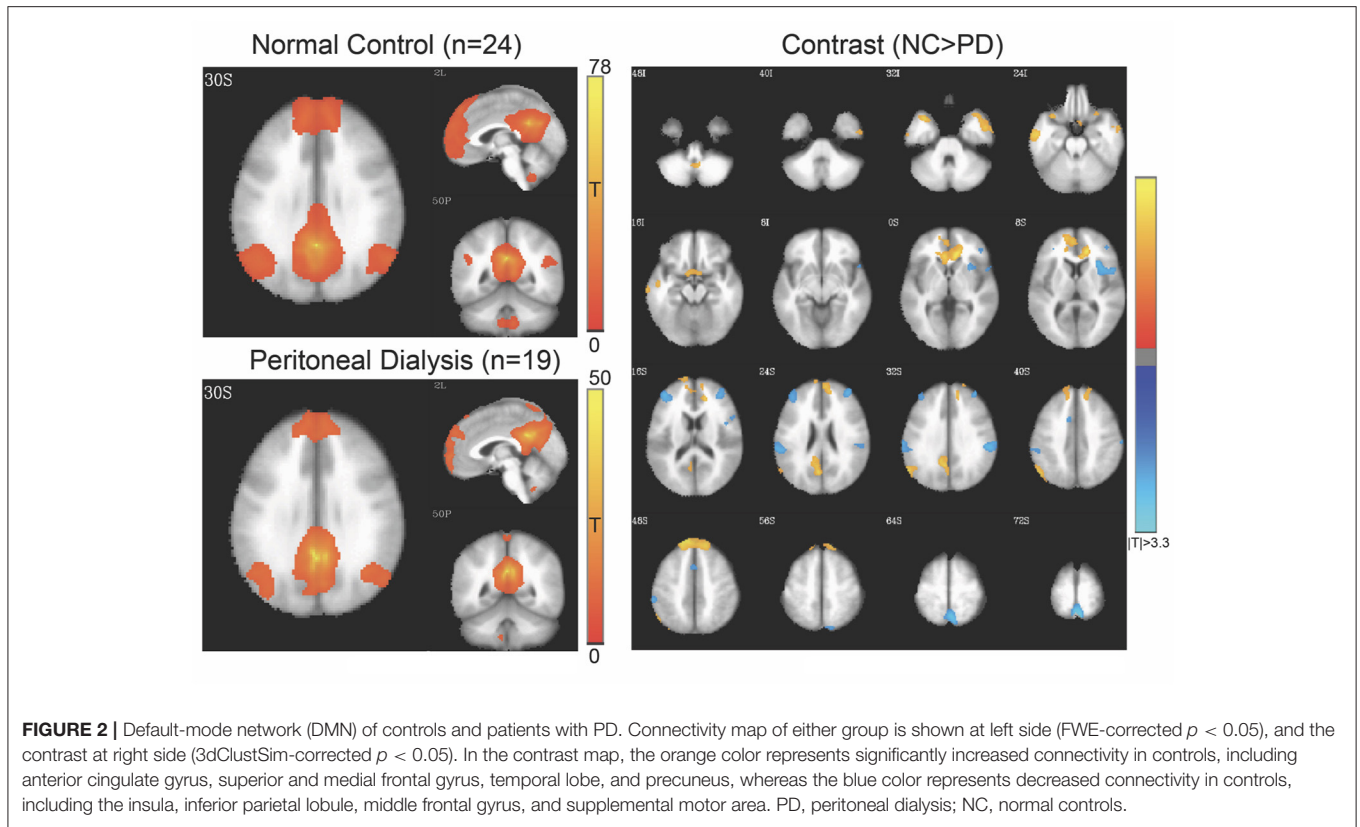 Normal Control (n=24)
30S
2L
50P
78
T
0
Peritoneal Dialysis (n=19)
30S
2L
50P
50
T
0
Contrast (NC>PD)
48I 40I 32I 24I
16I 8I 0S 8S
16S 24S 32S 40S
48S 56S 64S 72S
|T|>3.3
FIGURE 2 | Default-mode network (DMN) of controls and patients with PD. Connectivity map of either group is shown at left side (FWE-corrected p < 0.05), and the
contrast at right side (3dClustSim-corrected p < 0.05). In the contrast map, the orange color represents significantly increased connectivity in controls, including
anterior cingulate gyrus, superior and medial frontal gyrus, temporal lobe, and precuneus, whereas the blue color represents decreased connectivity in controls,
including the insula, inferior parietal lobule, middle frontal gyrus, and supplemental motor area. PD, peritoneal dialysis; NC, normal controls.